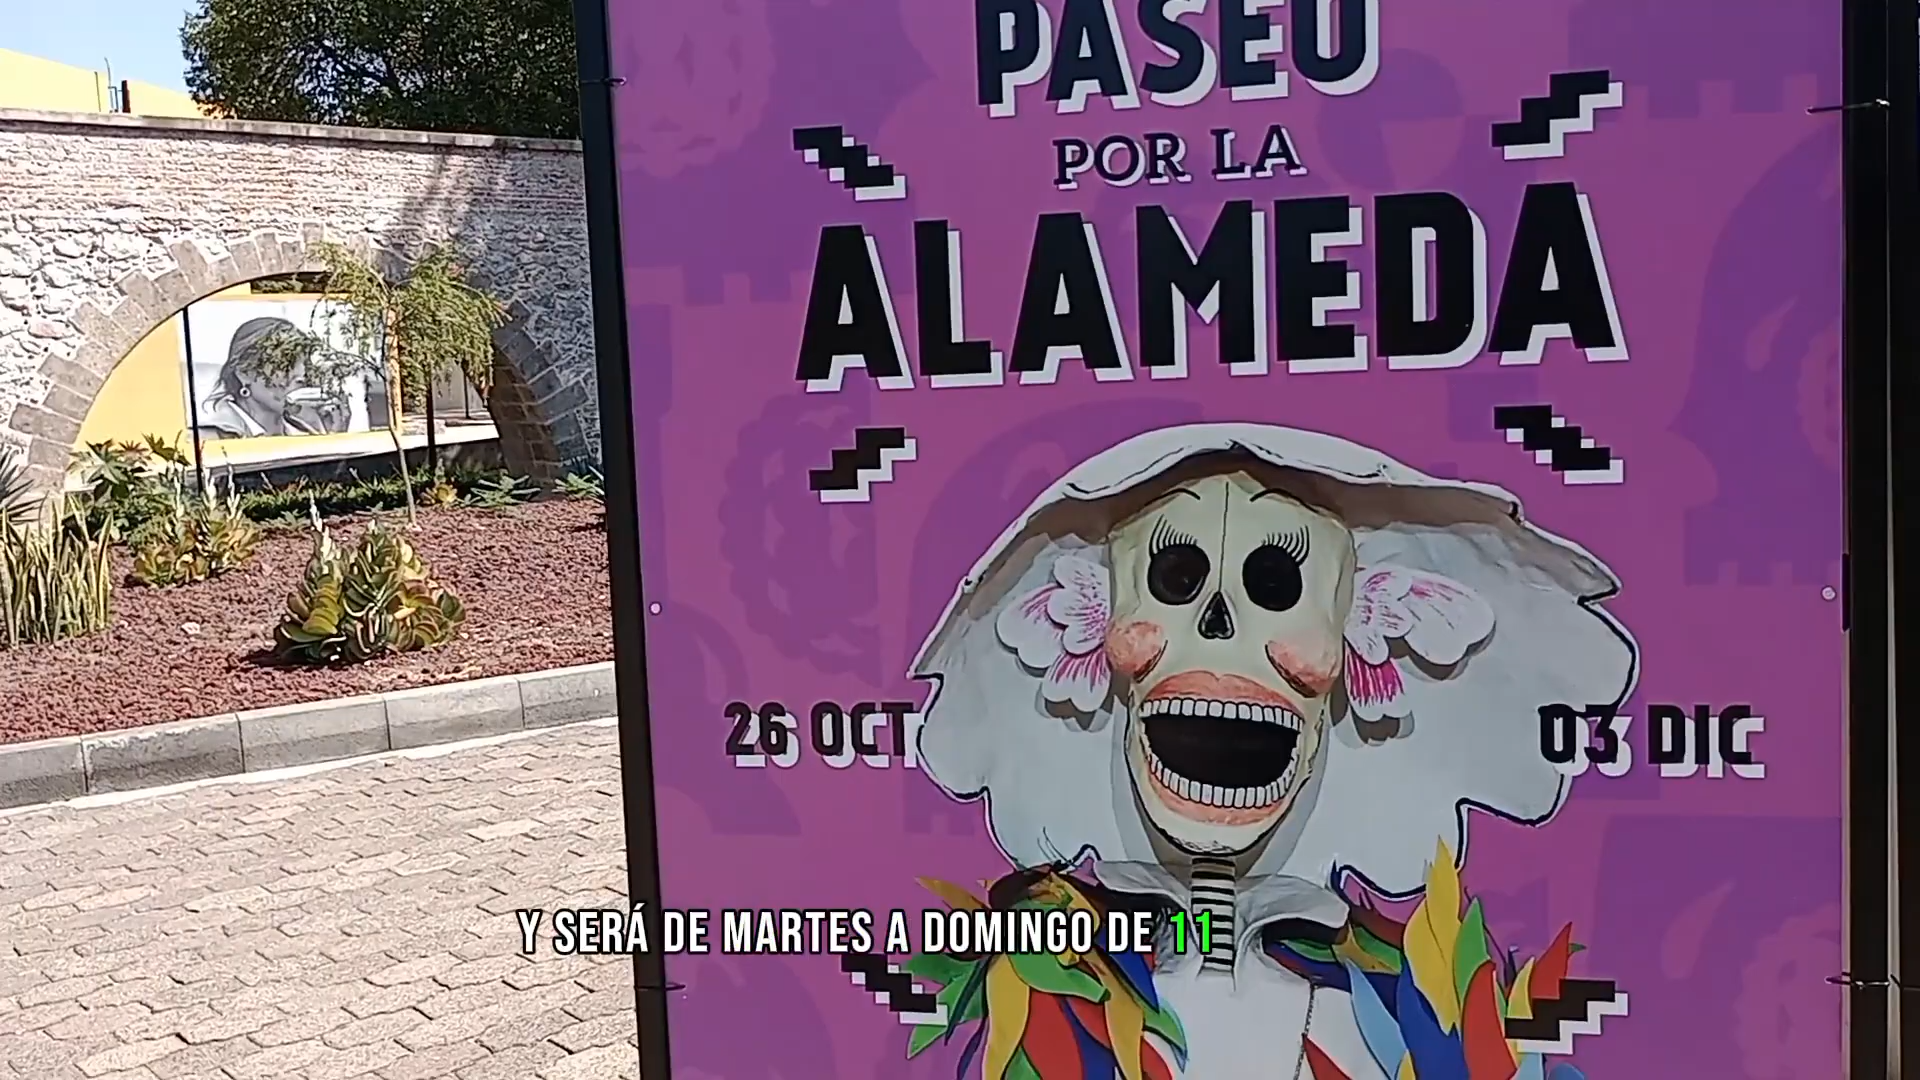 PASEO
POR LA
ALAMEDA
26 OCT
03 DIC
Y SERÁ DE MARTES A DOMINGO DE 11